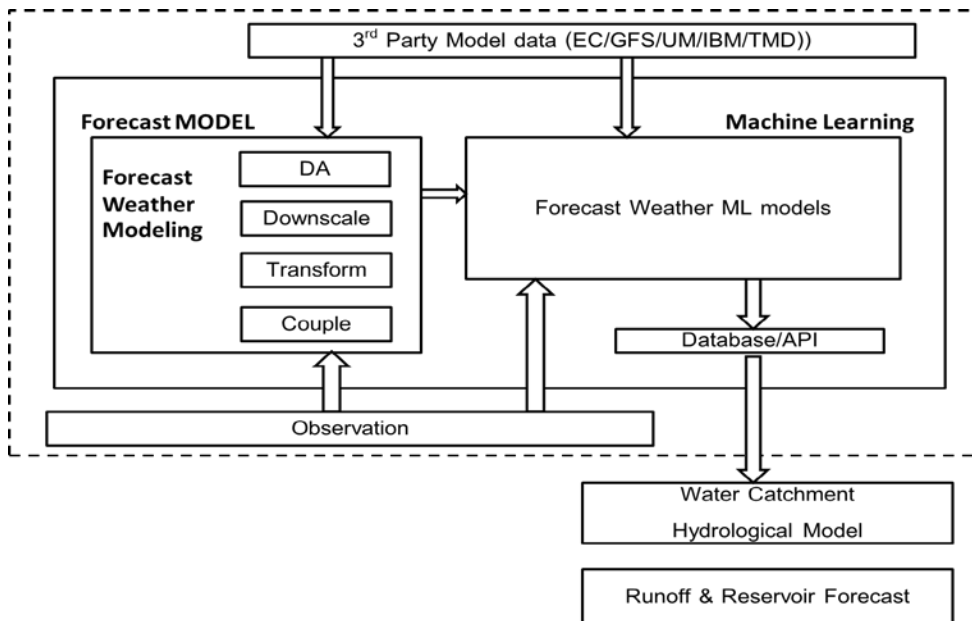 3rd Party Model data (EC/GFS/UM/IBM/TMD))
Forecast MODEL
Machine Learning
Forecast
Weather
Modeling
DA
Downscale
Transform
Couple
Forecast Weather ML models
Database/API
Observation
Water Catchment
Hydrological Model
Runoff & Reservoir Forecast